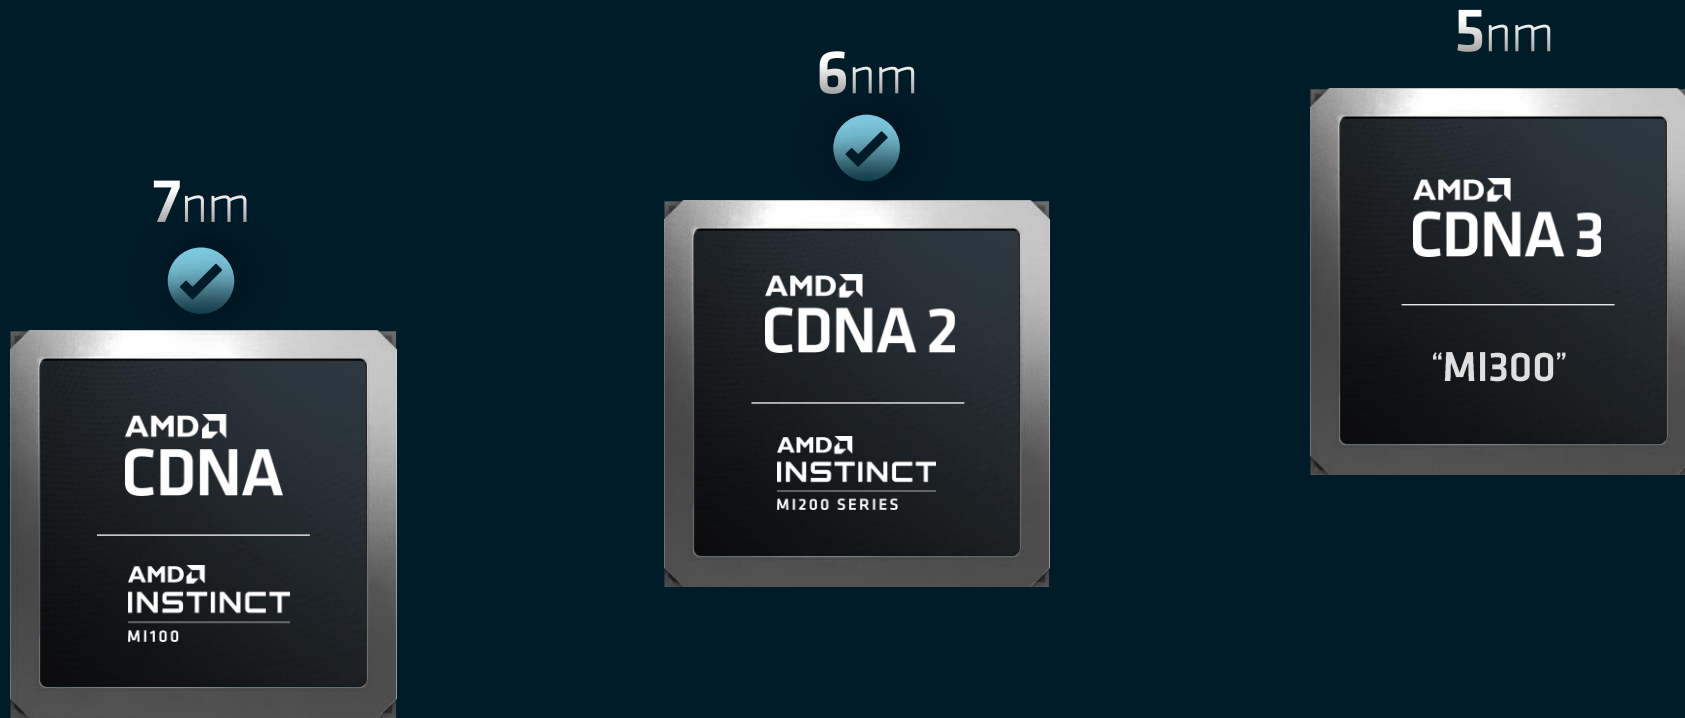 7nm
AMD
CDNA
AMD
INSTINCT
MI100
6nm
AMD
CDNA 2
AMD
INSTINCT
MI200 SERIES
5nm
AMD
CDNA 3
“MI300”